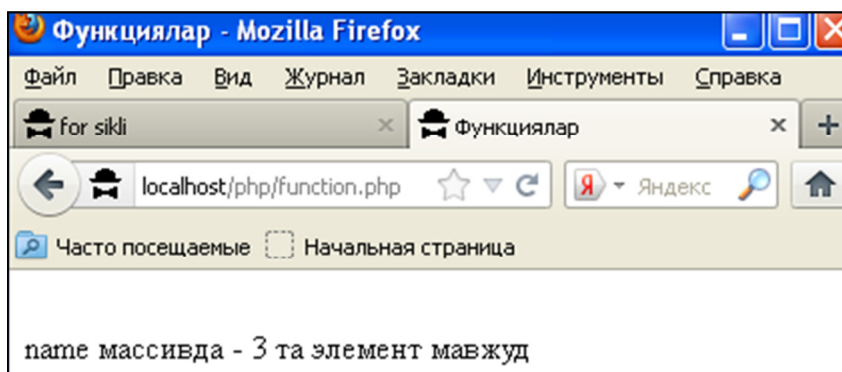 Функциялар - Mozilla Firefox
Файл Правка Вид Журнал Закладки Инструменты Справка
for sikli Функциялар
localhost/php/function.php Я Яндекс
Часто посещаемые Начальная страница
name массивда - 3 та элемент мавжуд